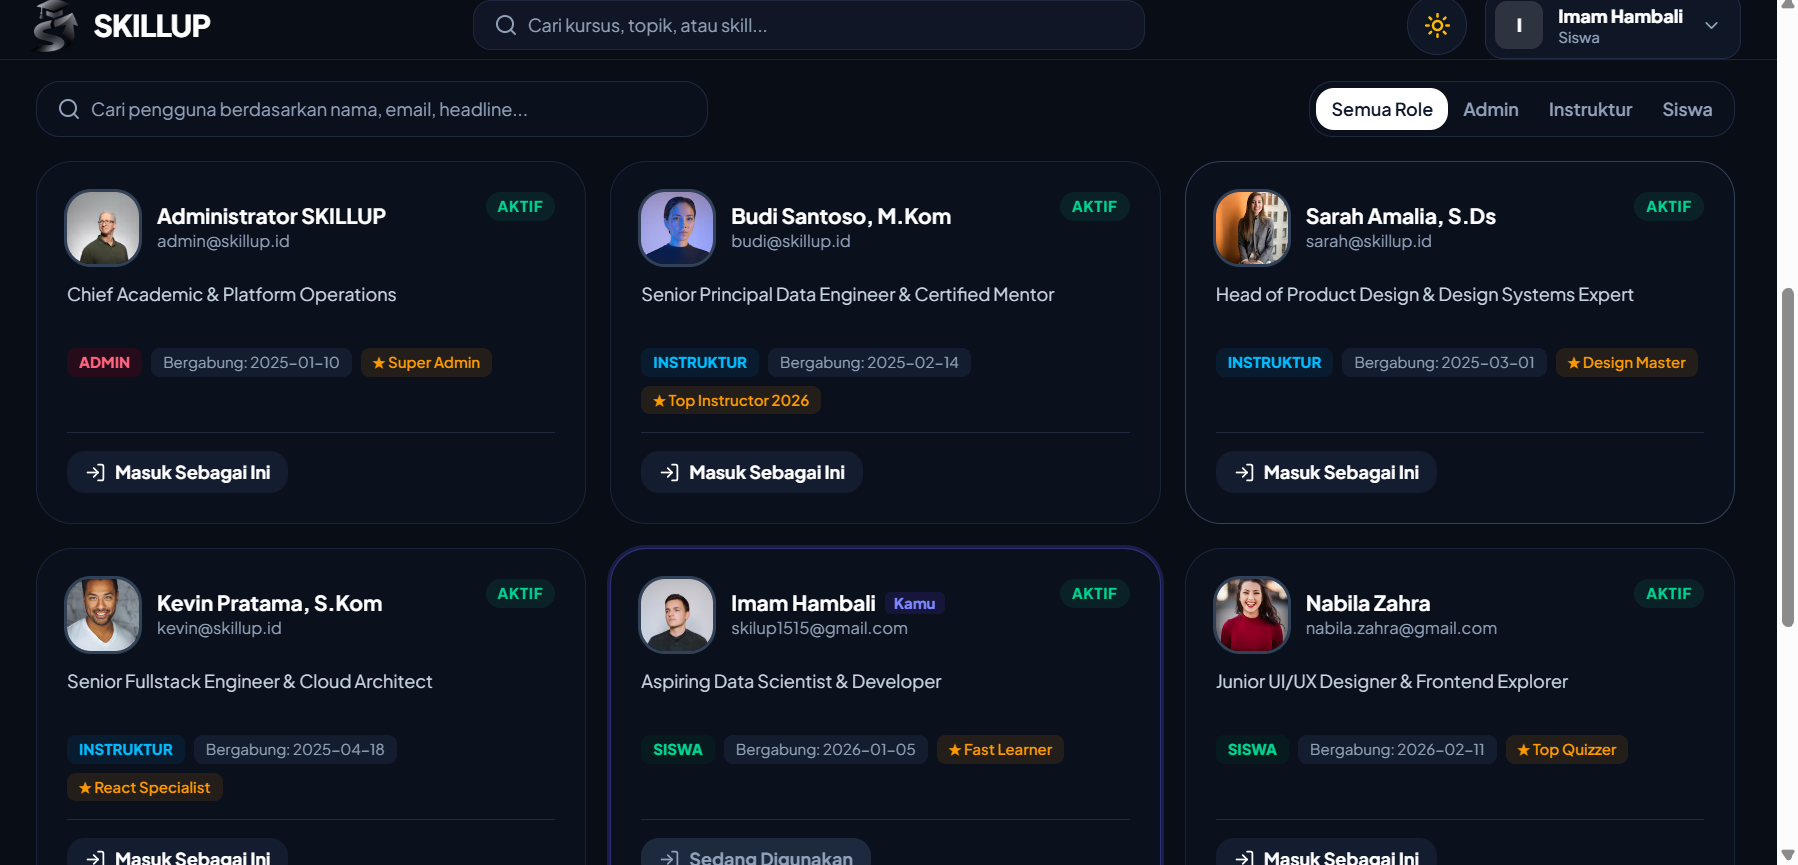 SKILLUP
Cari kursus, topik, atau skill...
I
Imam Hambali
Siswa
Cari pengguna berdasarkan nama, email, headline...
Semua Role
Admin
Instruktur
Siswa
Administrator SKILLUP
AKTIF
admin@skillup.id
Chief Academic & Platform Operations
ADMIN
Bergabung: 2025-01-10
★ Super Admin
Masuk Sebagai Ini
Budi Santoso, M.Kom
AKTIF
budi@skillup.id
Senior Principal Data Engineer & Certified Mentor
INSTRUKTUR
Bergabung: 2025-02-14
★ Top Instructor 2026
Masuk Sebagai Ini
Sarah Amalia, S.Ds
AKTIF
sarah@skillup.id
Head of Product Design & Design Systems Expert
INSTRUKTUR
Bergabung: 2025-03-01
★ Design Master
Masuk Sebagai Ini
Kevin Pratama, S.Kom
AKTIF
kevin@skillup.id
Senior Fullstack Engineer & Cloud Architect
INSTRUKTUR
Bergabung: 2025-04-18
★ React Specialist
Masuk Sebagai Ini
Imam Hambali
Kamu
AKTIF
skilup1515@gmail.com
Aspiring Data Scientist & Developer
SISWA
Bergabung: 2026-01-05
★ Fast Learner
Sedang Digunakan
Nabila Zahra
AKTIF
nabila.zahra@gmail.com
Junior UI/UX Designer & Frontend Explorer
SISWA
Bergabung: 2026-02-11
★ Top Quizzer
Masuk Sebagai Ini